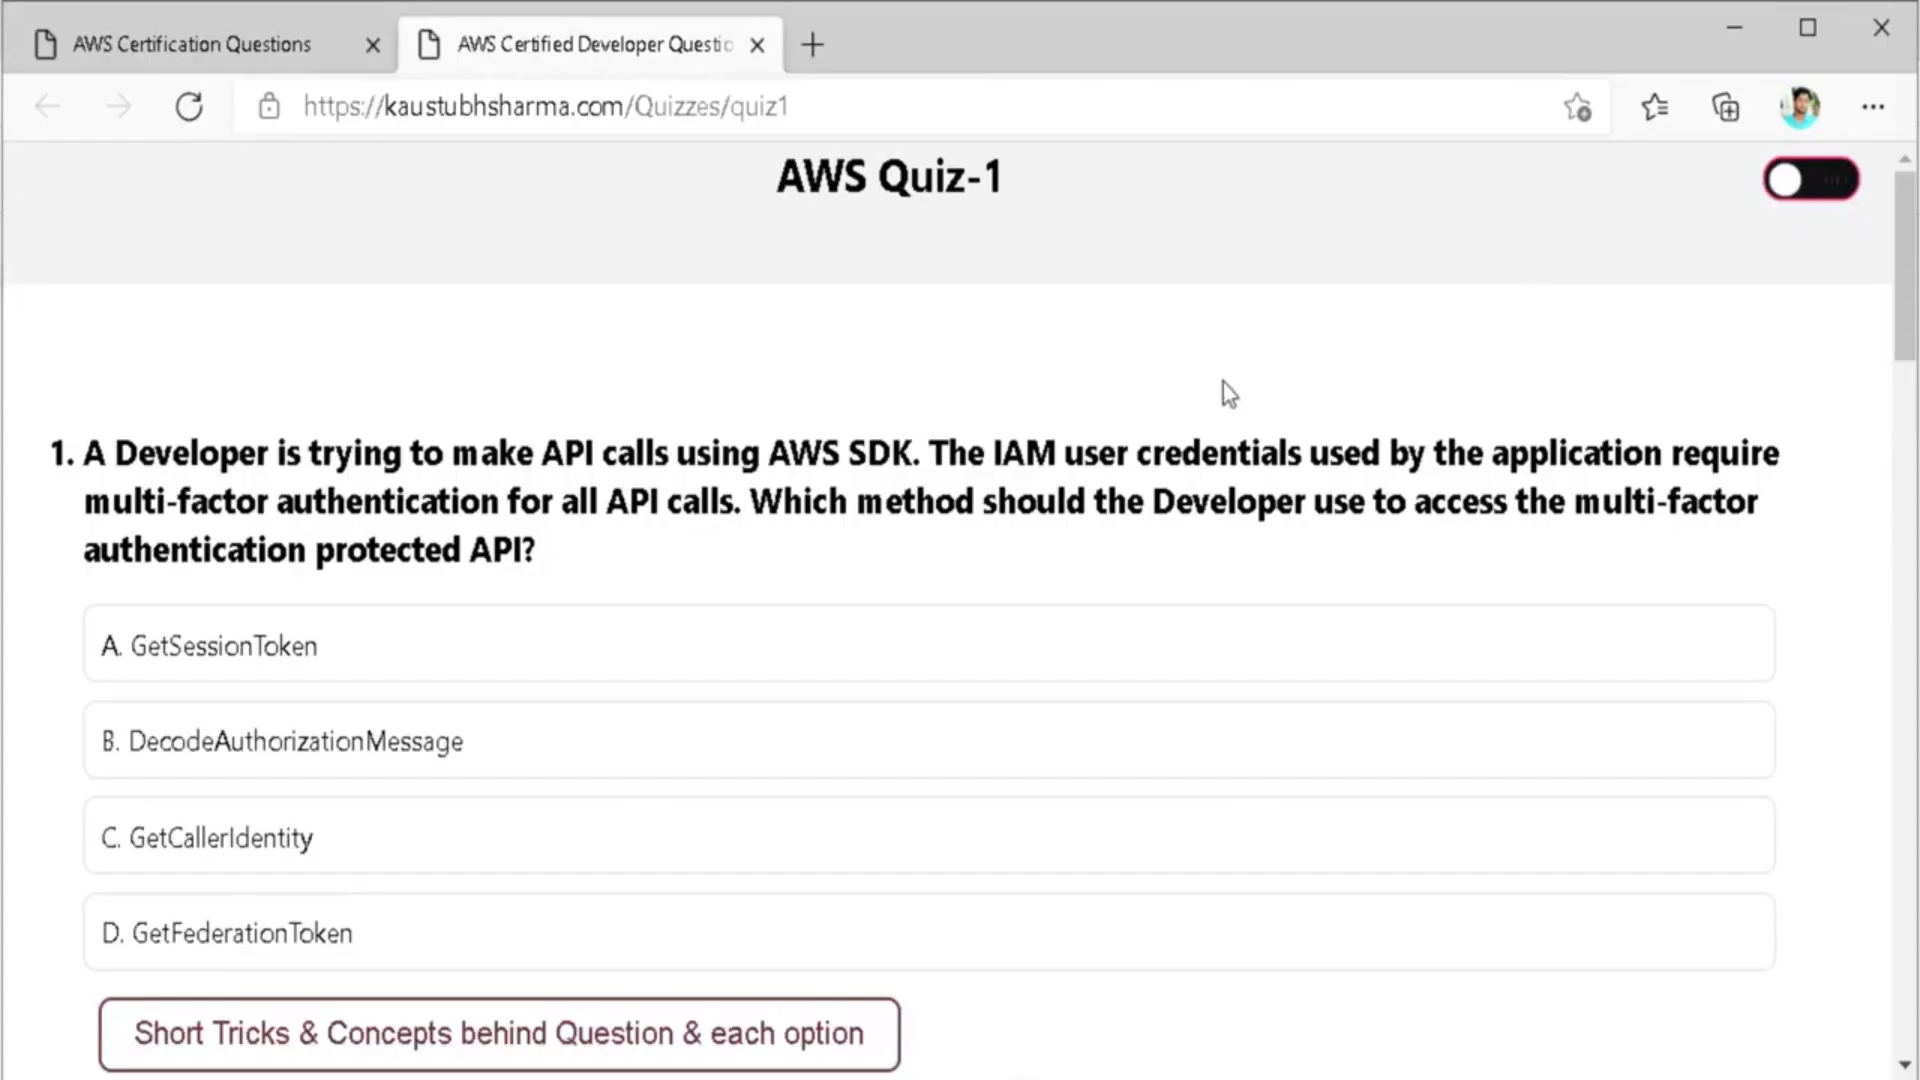 AWS Certification Questions
AWS Certified Developer Questio
https://kaustubhsharma.com/Quizzes/quiz1
AWS Quiz-1
1. A Developer is trying to make API calls using AWS SDK. The IAM user credentials used by the application require
multi-factor authentication for all API calls. Which method should the Developer use to access the multi-factor
authentication protected API?
A. GetSessionToken
B. DecodeAuthorizationMessage
C. GetCallerIdentity
D. GetFederationToken
Short Tricks & Concepts behind Question & each option